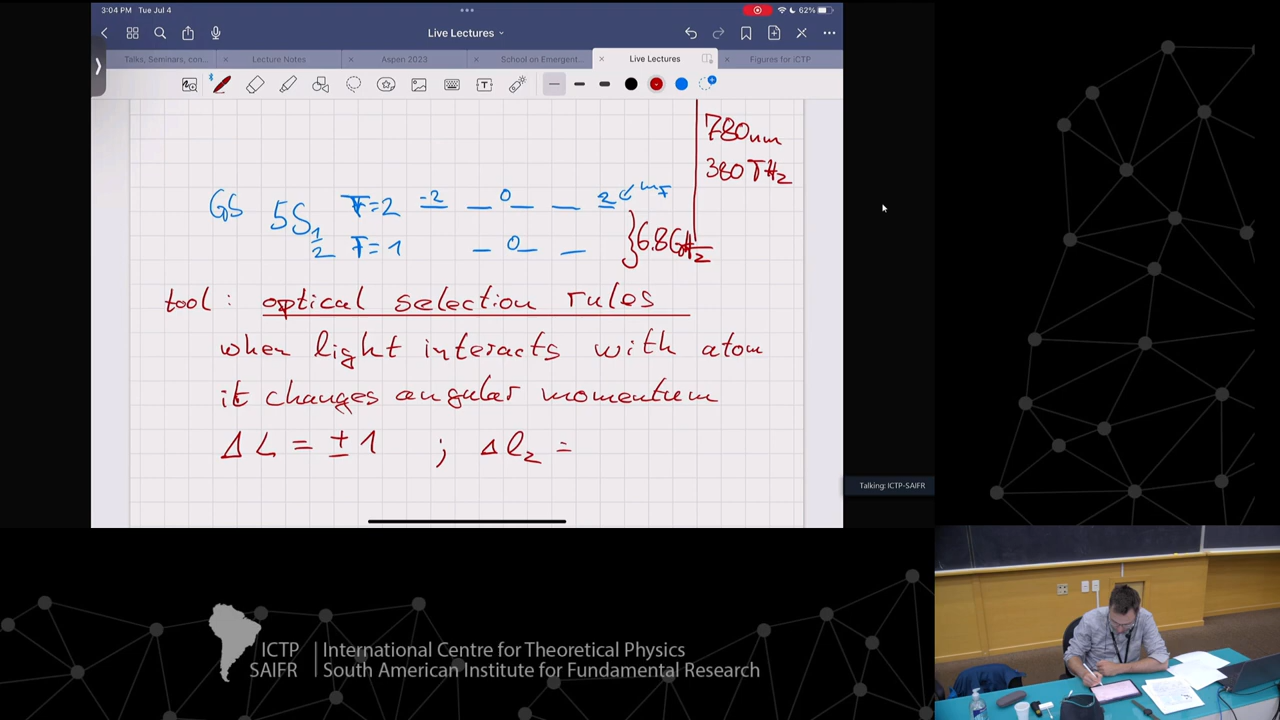 3:04 PM Tue Jul 4
62%
Live Lectures
Talks, Seminars, con...
Lecture Notes
Aspen 2023
School on Emergent...
Live Lectures
Figures for ICTP
780nm
380THz
GS 5S1/2 F=2 -2 0 2 mF
F=1 0 }6.8GHz
tool: optical selection rules
when light interacts with atom
it changes angular momentum
ΔL = ±1 ; Δlz =
Talking: ICTP-SAIFR
ICTP International Centre for Theoretical Physics
SAIFR South American Institute for Fundamental Research